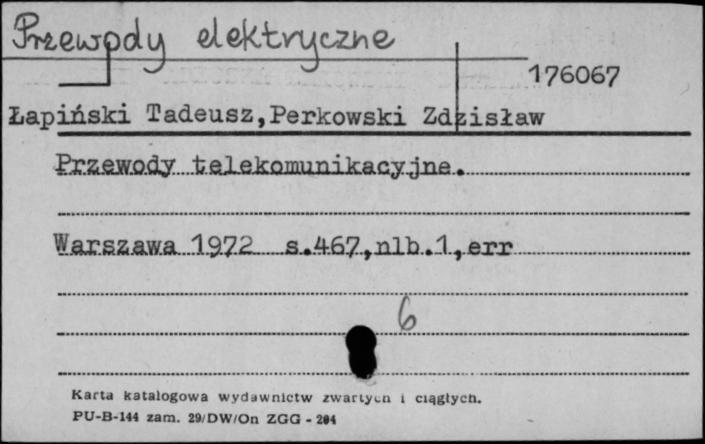 Przewody elektryczne
176067
Łapiński Tadeusz,Perkowski Zdzisław
Przewody telekomunikacyjne.
Warszawa 1972 s.467,nlb.1,err
6
Karta katalogowa wydawnictw zwartych i ciągłych.
PU-B-144 zam. 29/DW/On ZGG - 204